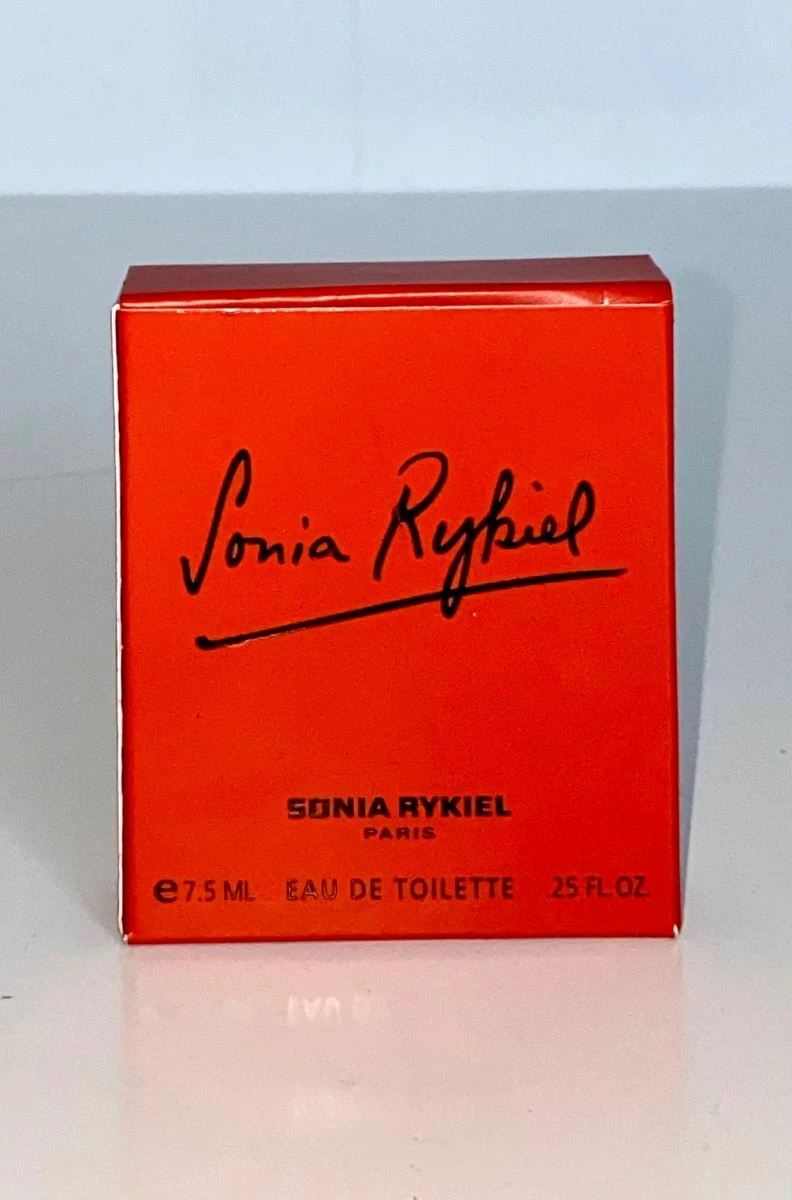 Sonia Rykiel
SONIA RYKIEL
PARIS
e 7.5 ML EAU DE TOILETTE .25 FL. OZ.